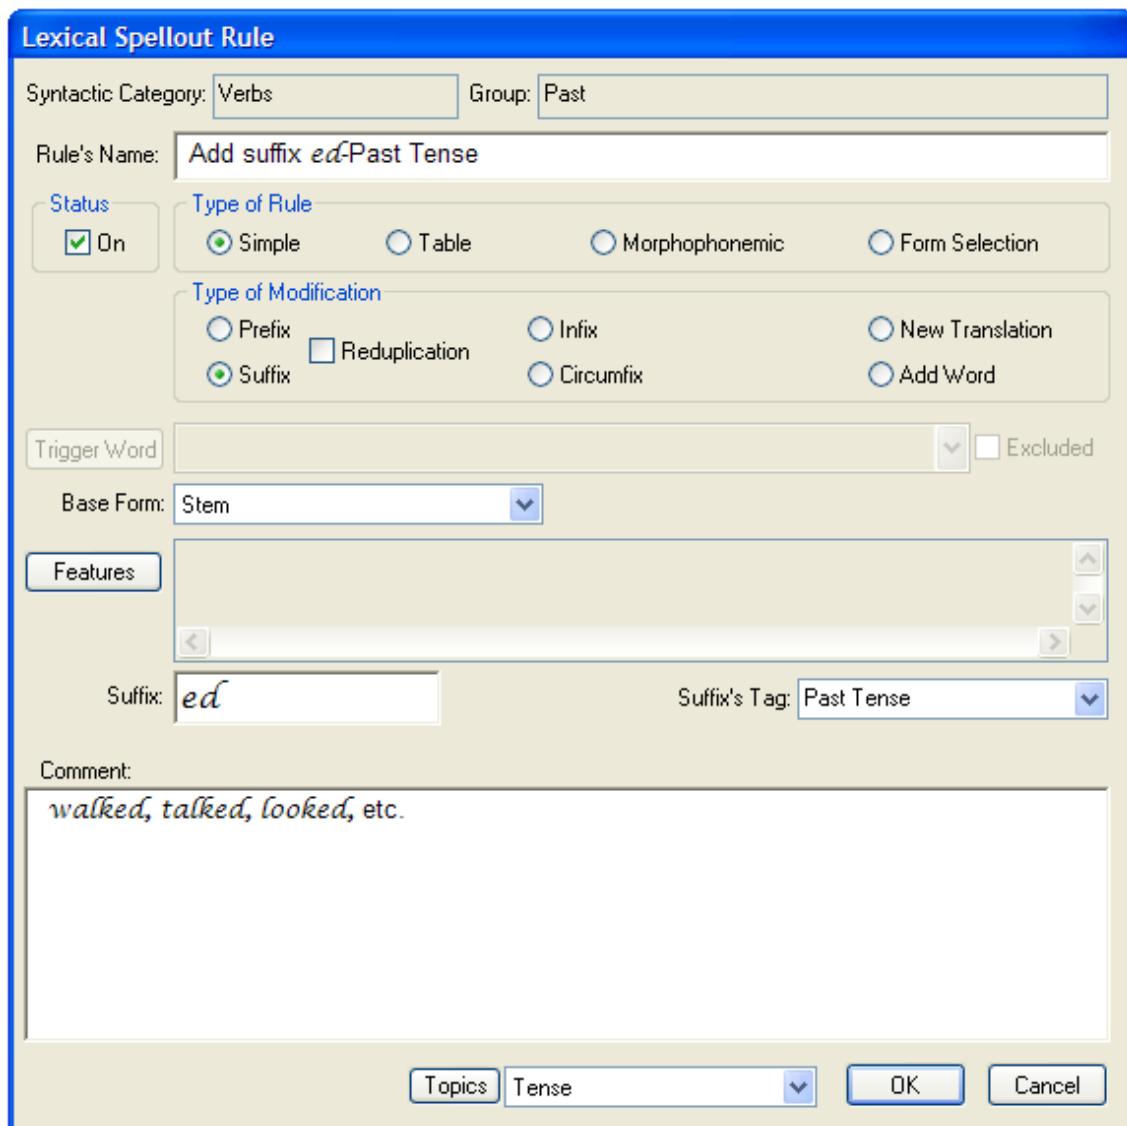 Lexical Spellout Rule
Syntactic Category: Verbs Group: Past
Rule's Name: Add suffix ed-Past Tense
Status Type of Rule
On Simple Table Morphophonemic Form Selection
Type of Modification
Prefix Infix New Translation
Reduplication
Suffix Circumfix Add Word
Trigger Word Excluded
Base Form: Stem
Features
Suffix: ed Suffix's Tag: Past Tense
Comment:
walked, talked, looked, etc.
Topics Tense OK Cancel